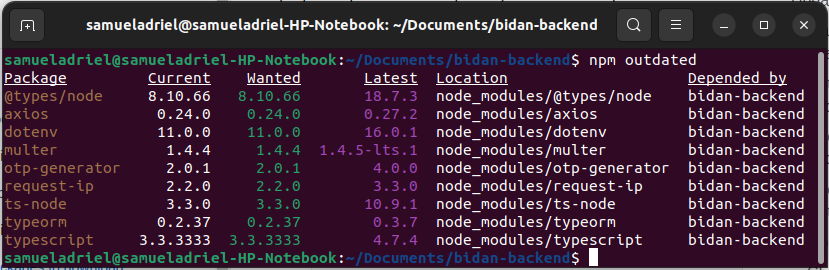 samueladriel@samueladriel-HP-Notebook: ~/Documents/bidan-backend
samueladriel@samueladriel-HP-Notebook:~/Documents/bidan-backend$ npm outdated
Package Current Wanted Latest Location Depended by
@types/node 8.10.66 8.10.66 18.7.3 node_modules/@types/node bidan-backend
axios 0.24.0 0.24.0 0.27.2 node_modules/axios bidan-backend
dotenv 11.0.0 11.0.0 16.0.1 node_modules/dotenv bidan-backend
multer 1.4.4 1.4.4 1.4.5-lts.1 node_modules/multer bidan-backend
otp-generator 2.0.1 2.0.1 4.0.0 node_modules/otp-generator bidan-backend
request-ip 2.2.0 2.2.0 3.3.0 node_modules/request-ip bidan-backend
ts-node 3.3.0 3.3.0 10.9.1 node_modules/ts-node bidan-backend
typeorm 0.2.37 0.2.37 0.3.7 node_modules/typeorm bidan-backend
typescript 3.3.3333 3.3.3333 4.7.4 node_modules/typescript bidan-backend
samueladriel@samueladriel-HP-Notebook:~/Documents/bidan-backend$